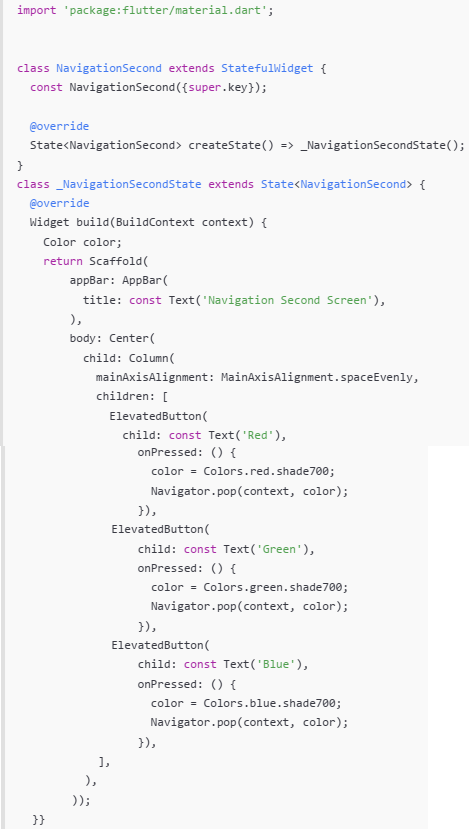 import 'package:flutter/material.dart';
class NavigationSecond extends StatefulWidget {
const NavigationSecond({super.key});
@override
State<NavigationSecond> createState() => _NavigationSecondState();
}
class _NavigationSecondState extends State<NavigationSecond> {
@override
Widget build(BuildContext context) {
Color color;
return Scaffold(
appBar: AppBar(
title: const Text('Navigation Second Screen'),
),
body: Center(
child: Column(
mainAxisAlignment: MainAxisAlignment.spaceEvenly,
children: [
ElevatedButton(
child: const Text('Red'),
onPressed: () {
color = Colors.red.shade700;
Navigator.pop(context, color);
}),
ElevatedButton(
child: const Text('Green'),
onPressed: () {
color = Colors.green.shade700;
Navigator.pop(context, color);
}),
ElevatedButton(
child: const Text('Blue'),
onPressed: () {
color = Colors.blue.shade700;
Navigator.pop(context, color);
}),
],
),
));
}}